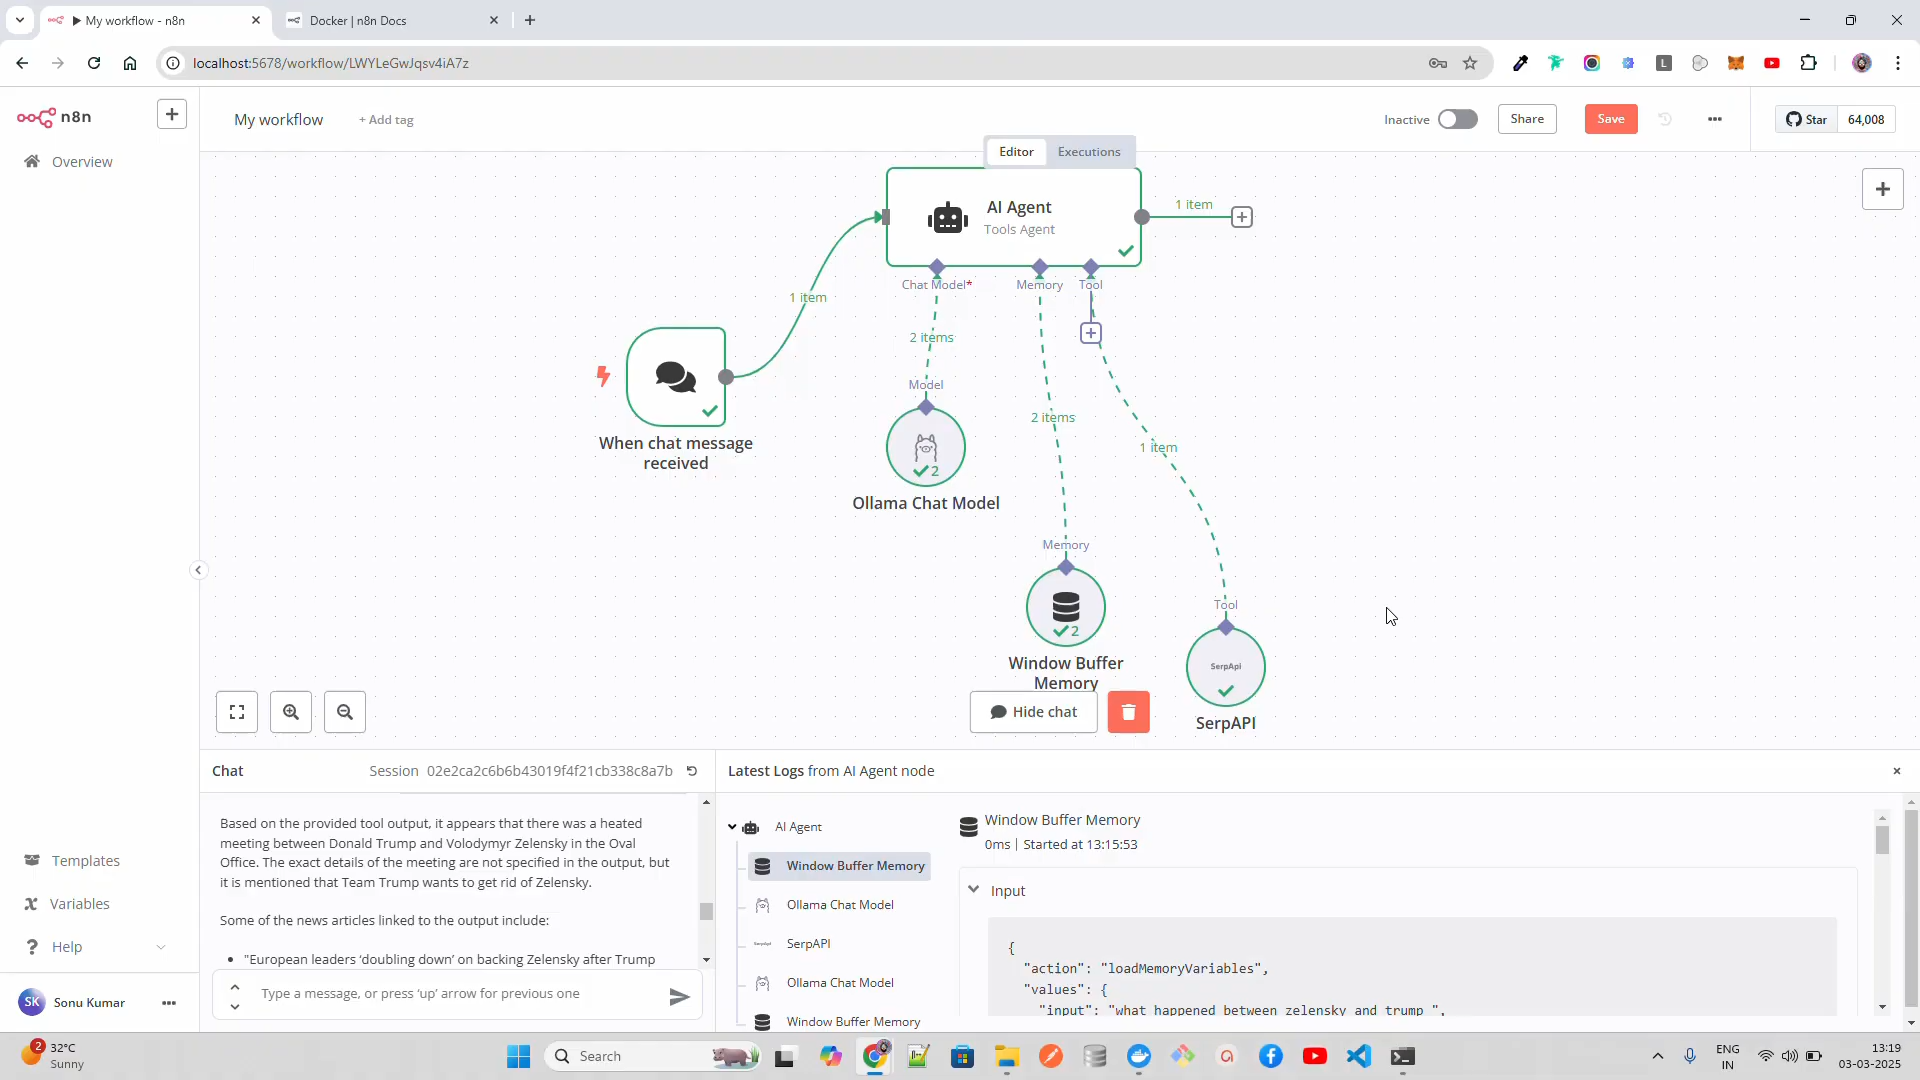 My workflow - n8n
Docker | n8n Docs
localhost:5678/workflow/LWYLeGwJqsv4iA7z
n8n
My workflow
+ Add tag
Inactive
Share
Save
Star
64,008
Overview
Editor
Executions
AI Agent
Tools Agent
1 item
Chat Model*
Memory
Tool
1 item
2 items
Model
2 items
1 item
When chat message
received
Ollama Chat Model
2
Memory
Tool
2
Window Buffer
Memory
SerpApi
SerpAPI
Hide chat
Chat
Session 02e2ca2c6b6b43019f4f21cb338c8a7b
Latest Logs from AI Agent node
Based on the provided tool output, it appears that there was a heated
meeting between Donald Trump and Volodymyr Zelensky in the Oval
Office. The exact details of the meeting are not specified in the output, but
it is mentioned that Team Trump wants to get rid of Zelensky.
Some of the news articles linked to the output include:
• "European leaders ‘doubling down’ on backing Zelensky after Trump
Type a message, or press ‘up’ arrow for previous one
AI Agent
Window Buffer Memory
Ollama Chat Model
SerpApi
SerpAPI
Ollama Chat Model
Window Buffer Memory
Window Buffer Memory
0ms | Started at 13:15:53
Input
{
"action": "loadMemoryVariables",
"values": {
"input": "what happened between zelensky and trump ",
Templates
Variables
Help
SK
Sonu Kumar
2
32°C
Sunny
Search
ENG
IN
13:19
03-03-2025